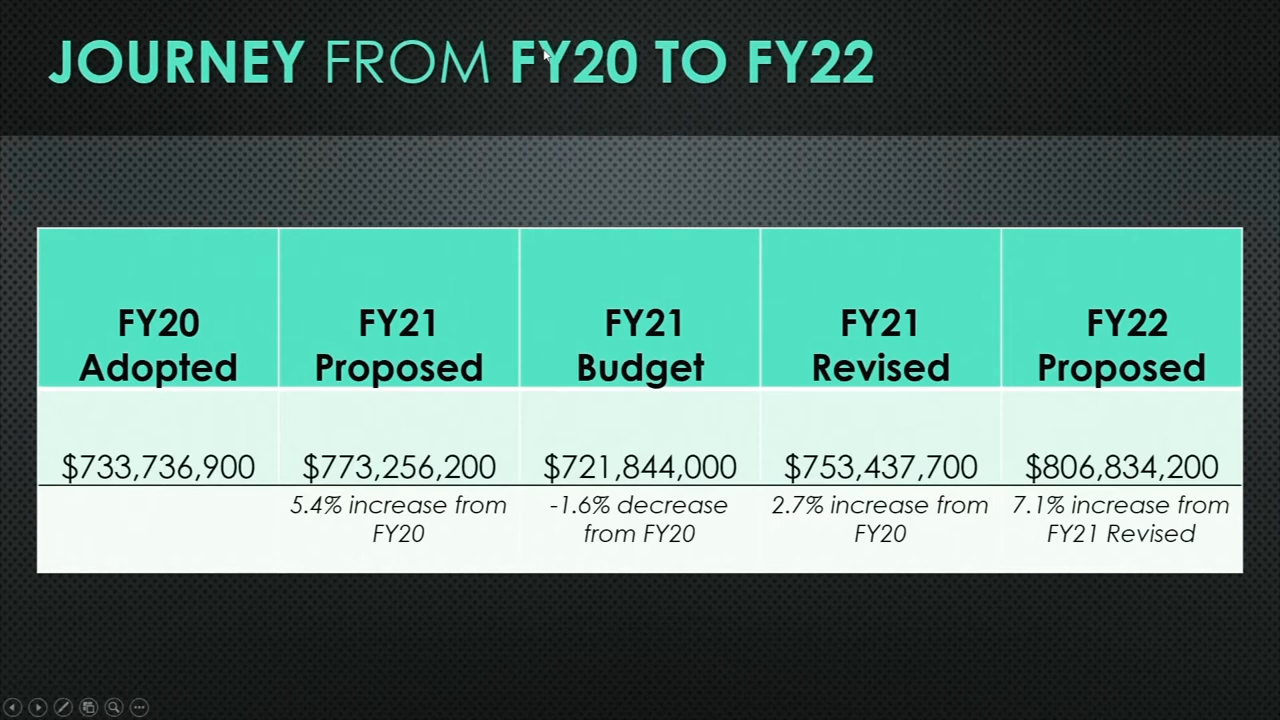 JOURNEY FROM FY20 TO FY22
FY20
Adopted
FY21
Proposed
FY21
Budget
FY21
Revised
FY22
Proposed
$733,736,900
$773,256,200
$721,844,000
$753,437,700
$806,834,200
5.4% increase from
FY20
-1.6% decrease
from FY20
2.7% increase from
FY20
7.1% increase from
FY21 Revised